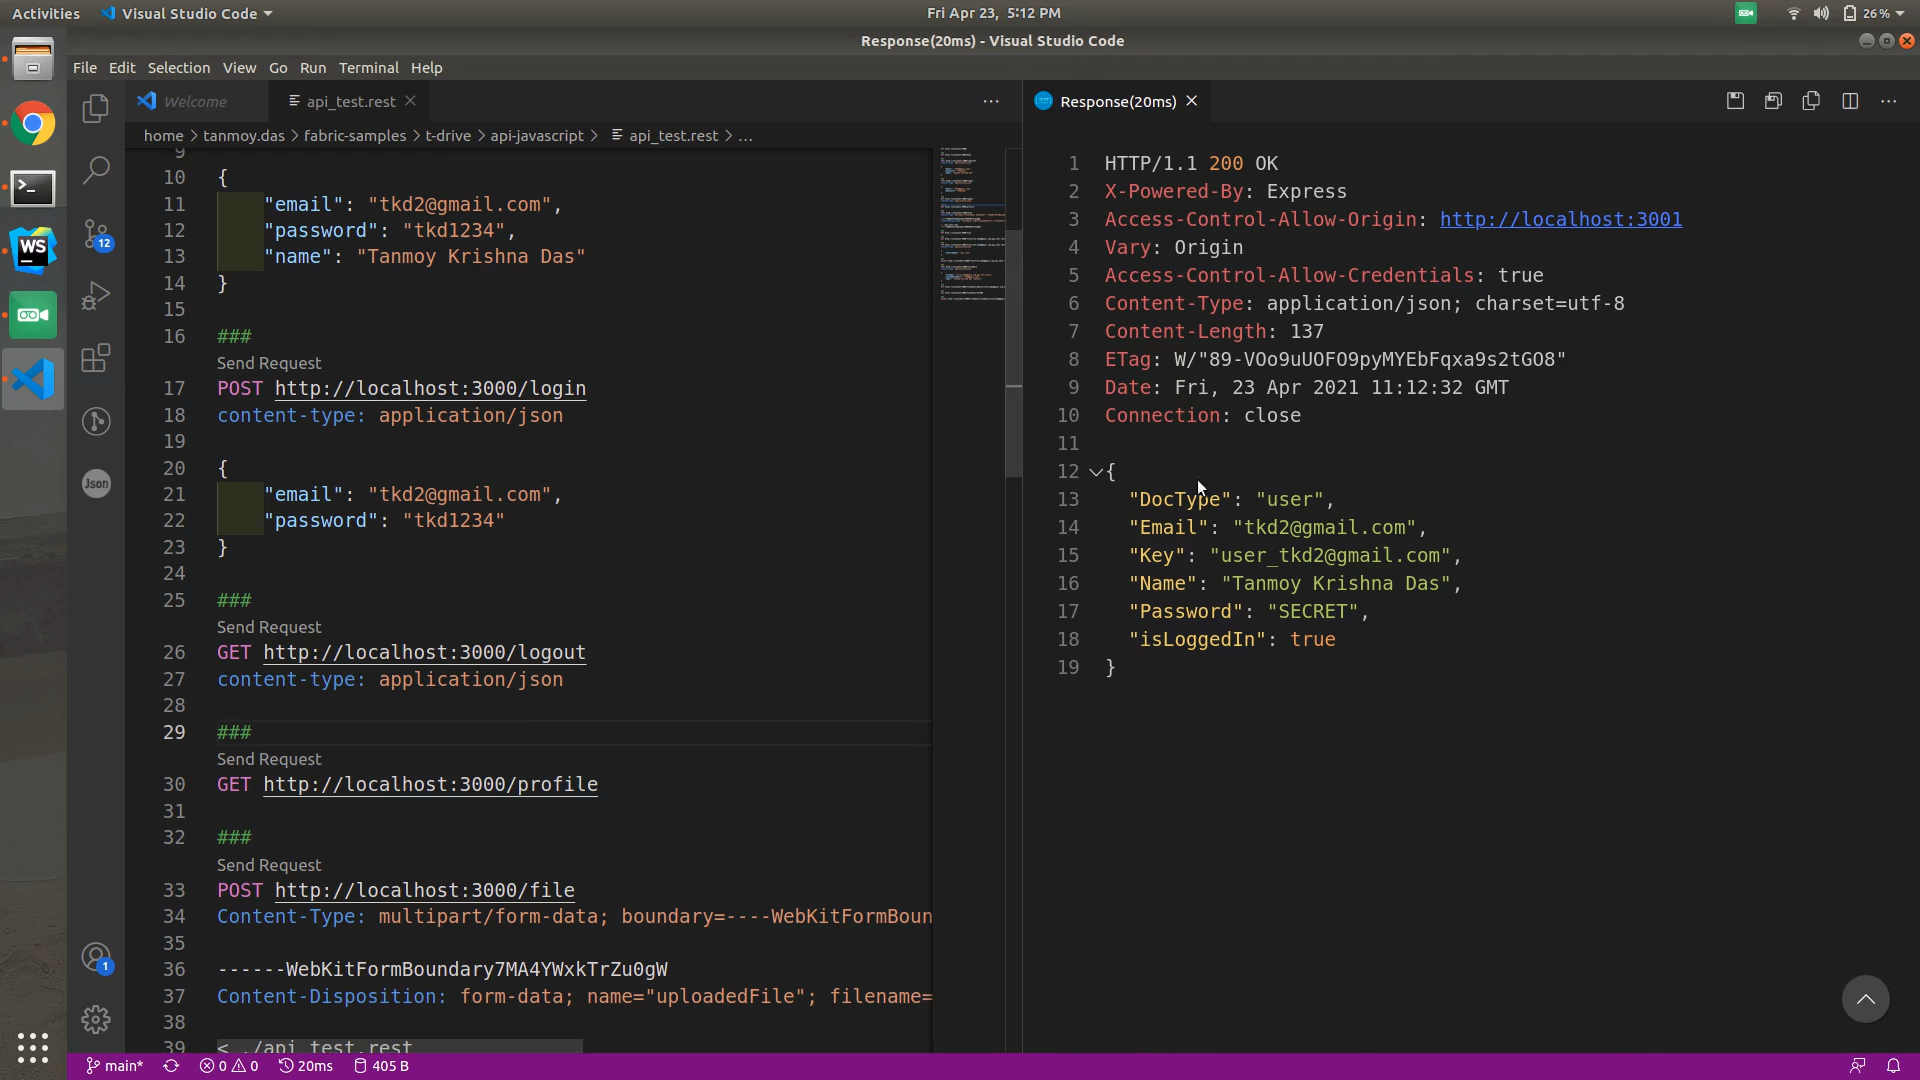 Activities
Visual Studio Code
Fri Apr 23, 5:12 PM
26%
Response(20ms) - Visual Studio Code
File Edit Selection View Go Run Terminal Help
Welcome
api_test.rest
Response(20ms)
home > tanmoy.das > fabric-samples > t-drive > api-javascript > api_test.rest > ...
9
10 {
11 "email": "tkd2@gmail.com",
12 "password": "tkd1234",
13 "name": "Tanmoy Krishna Das"
14 }
15
16 ###
Send Request
17 POST http://localhost:3000/login
18 content-type: application/json
19
20 {
21 "email": "tkd2@gmail.com",
22 "password": "tkd1234"
23 }
24
25 ###
Send Request
26 GET http://localhost:3000/logout
27 content-type: application/json
28
29 ###
Send Request
30 GET http://localhost:3000/profile
31
32 ###
Send Request
33 POST http://localhost:3000/file
34 Content-Type: multipart/form-data; boundary=----WebKitFormBoun
35
36 ------WebKitFormBoundary7MA4YWxkTrZu0gW
37 Content-Disposition: form-data; name="uploadedFile"; filename=
38
39 < ./api_test.rest
1 HTTP/1.1 200 OK
2 X-Powered-By: Express
3 Access-Control-Allow-Origin: http://localhost:3001
4 Vary: Origin
5 Access-Control-Allow-Credentials: true
6 Content-Type: application/json; charset=utf-8
7 Content-Length: 137
8 ETag: W/"89-VOo9uUOFO9pyMYEbFqxa9s2tGO8"
9 Date: Fri, 23 Apr 2021 11:12:32 GMT
10 Connection: close
11
12 {
13 "DocType": "user",
14 "Email": "tkd2@gmail.com",
15 "Key": "user_tkd2@gmail.com",
16 "Name": "Tanmoy Krishna Das",
17 "Password": "SECRET",
18 "isLoggedIn": true
19 }
WS
12
Json
1
main*
0 0
20ms
405 B